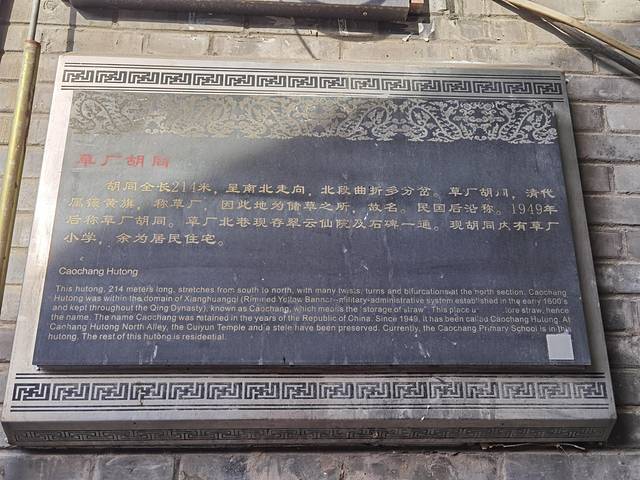 草厂胡同
胡同全长214米，呈南北走向，北段曲折多分岔。草厂胡同，清代
属镶黄旗，称草厂，因此地为储草之所，故名。民国后沿称。1949年
后称草厂胡同。草厂北巷现存翠云仙院及石碑一通。现胡同内有草厂
小学，余为居民住宅。
Caochang Hutong
This hutong, 214 meters long, stretches from south to north, with many twists, turns and bifurcations at the north section. Caochang
Hutong was within the domain of Xianghuangqi (Rimmed Yellow Banner--military-administrative system established in the early 1600's
and kept throughout the Qing Dynasty), known as Caochang, which means the "storage of straw". This place u ore straw, hence
the name. The name Caochang was retained in the years of the Republic of China. Since 1949, it has been called Caochang Hutong. At
Caohang Hutong North Alley, the Cuiyun Temple and a stele have been preserved. Currently, the Caochang Primary School is in this
hutong. The rest of this hutong is residential.